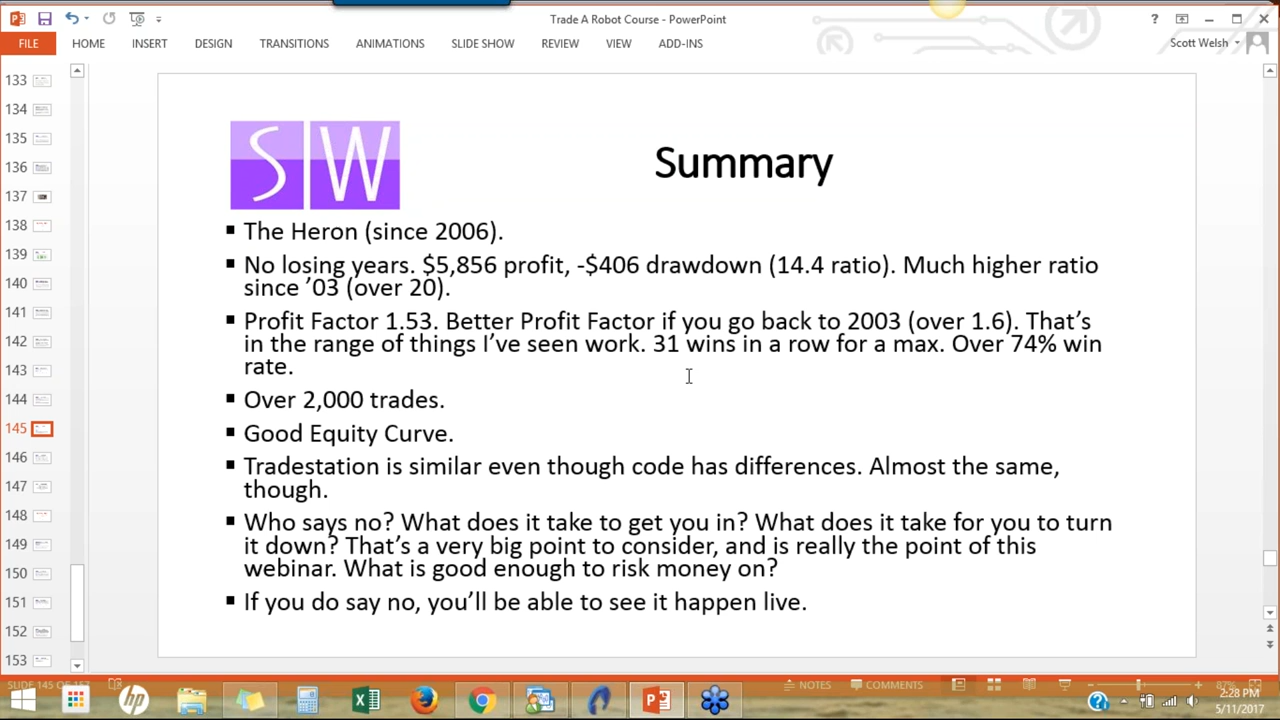 Trade A Robot Course - PowerPoint
FILE HOME INSERT DESIGN TRANSITIONS ANIMATIONS SLIDE SHOW REVIEW VIEW ADD-INS Scott Welsh
133
134
135
136
137
138
139
140
141
142
143
144
145
146
147
148
149
150
151
152
153
SW
Summary
The Heron (since 2006).
No losing years. $5,856 profit, -$406 drawdown (14.4 ratio). Much higher ratio
since ’03 (over 20).
Profit Factor 1.53. Better Profit Factor if you go back to 2003 (over 1.6). That’s
in the range of things I’ve seen work. 31 wins in a row for a max. Over 74% win
rate.
Over 2,000 trades.
Good Equity Curve.
Tradestation is similar even though code has differences. Almost the same,
though.
Who says no? What does it take to get you in? What does it take for you to turn
it down? That’s a very big point to consider, and is really the point of this
webinar. What is good enough to risk money on?
If you do say no, you’ll be able to see it happen live.
SLIDE 145 OF 157 NOTES COMMENTS 87%
2:28 PM
5/11/2017